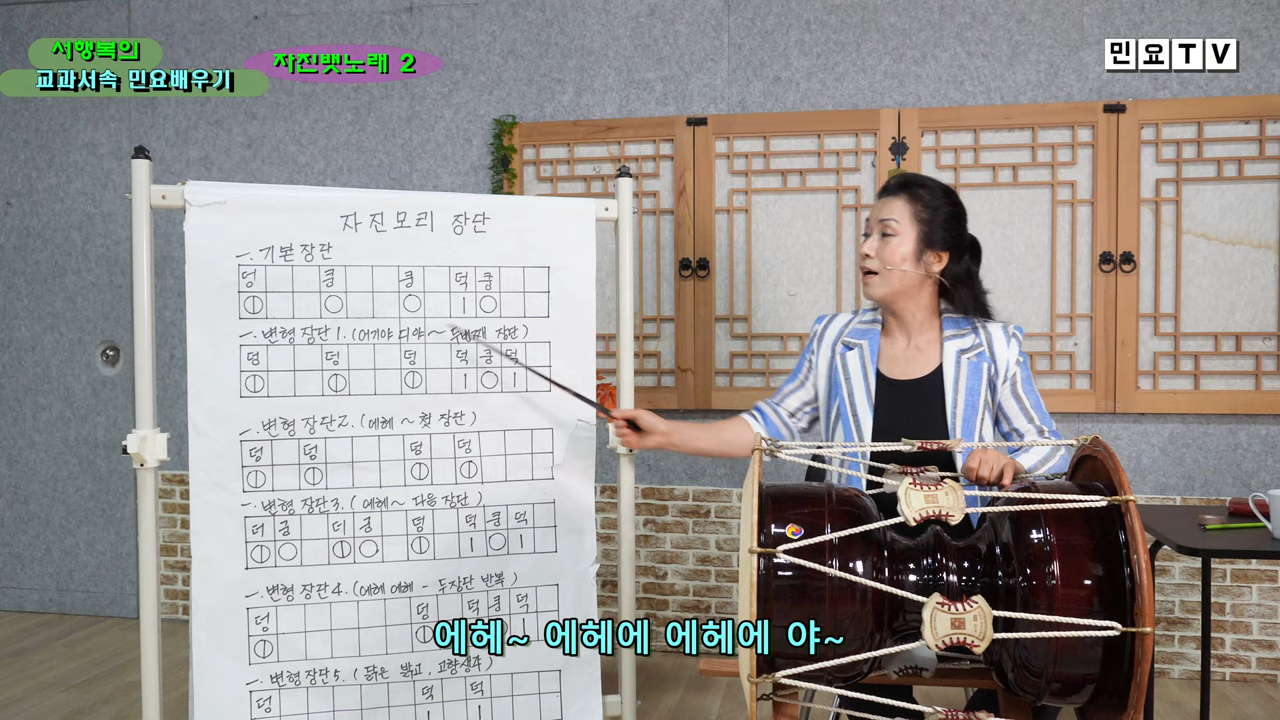 서행복의
교과서속 민요배우기
자진뱃노래 2
민요TV
자진모리 장단
一. 기본 장단
덩 쿵 쿵 덕 쿵
一. 변형 장단1. (어기야 디야 ~ 두번째 장단)
덩 덩 덩 덕 쿵 덕
一. 변형 장단2. (에헤 ~ 첫 장단)
덩 덩 덩 덩
一. 변형 장단3. (에헤 ~ 다음 장단)
더 궁 더 궁 덩 덕 쿵 덕
一. 변형 장단4. (에헤 에헤 - 두장단 반복)
덩 덩 덕 쿵 덕
변형 장단5. (닭은 밝고, 고향생각)
덩 덕 덕
에헤~ 에헤에 에헤에 야~